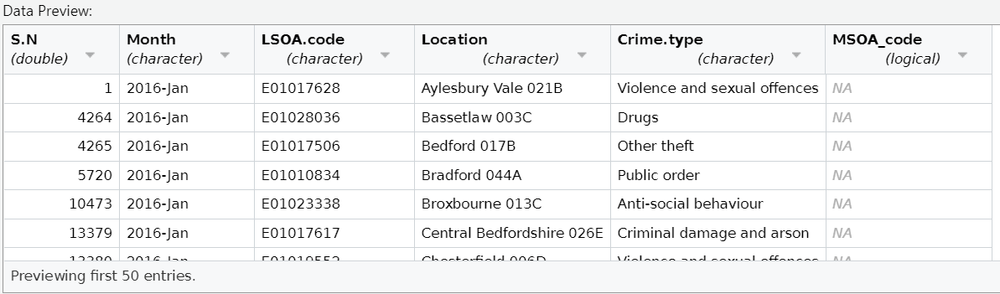 Data Preview:
S.N Month LSOA.code Location Crime.type MSOA_code
(double) (character) (character) (character) (character) (logical)
1 2016-Jan E01017628 Aylesbury Vale 021B Violence and sexual offences NA
4264 2016-Jan E01028036 Bassetlaw 003C Drugs NA
4265 2016-Jan E01017506 Bedford 017B Other theft NA
5720 2016-Jan E01010834 Bradford 044A Public order NA
10473 2016-Jan E01023338 Broxbourne 013C Anti-social behaviour NA
13379 2016-Jan E01017617 Central Bedfordshire 026E Criminal damage and arson NA
2016-Jan Chesterfield Violence and sexual offences NA
Previewing first 50 entries.